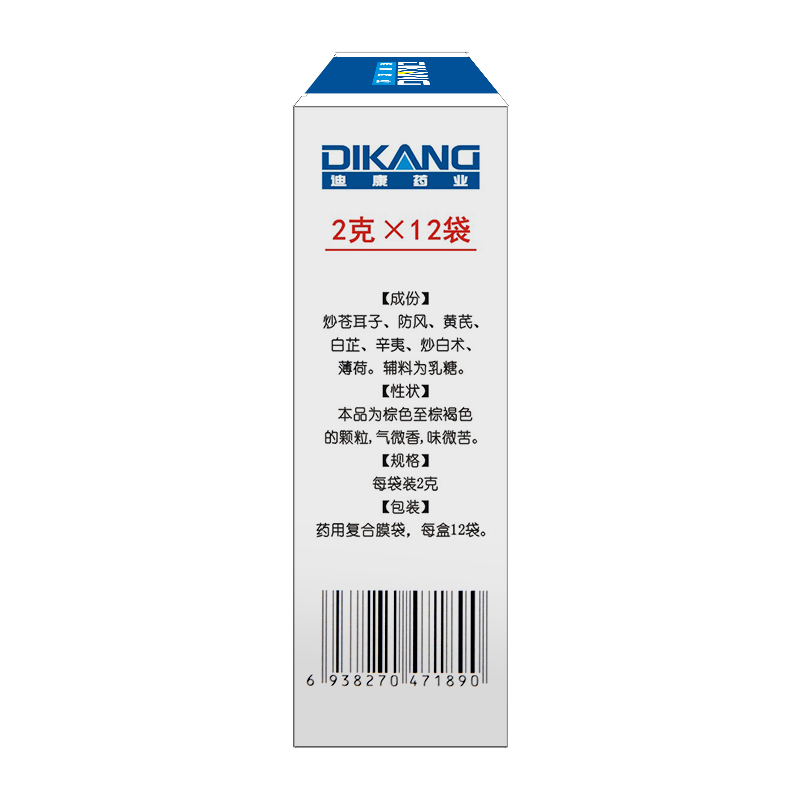 DIKANG
DIKANG
迪康药业
2克×12袋
【成份】
炒苍耳子、防风、黄芪、
白芷、辛夷、炒白术、
薄荷。辅料为乳糖。
【性状】
本品为棕色至棕褐色
的颗粒,气微香,味微苦。
【规格】
每袋装2克
【包装】
药用复合膜袋，每盒12袋。
6 938270 471890